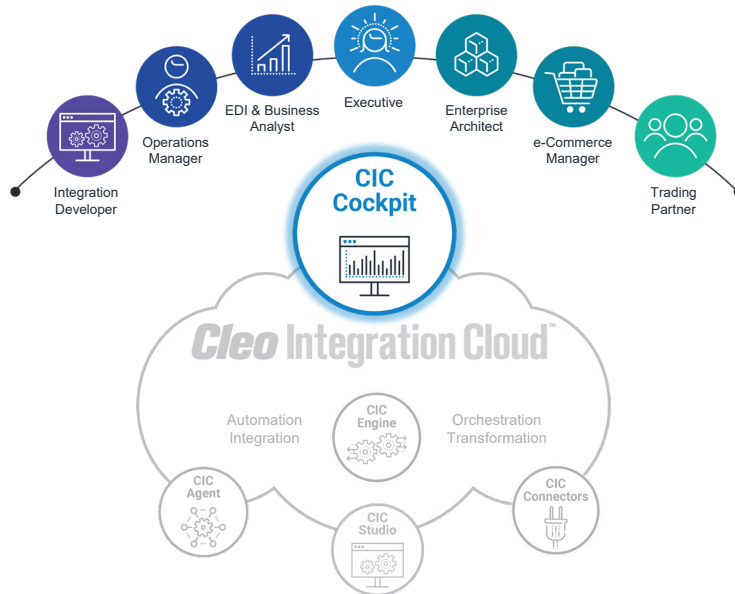 Integration
Developer
Operations
Manager
EDI & Business
Analyst
Executive
Enterprise
Architect
e-Commerce
Manager
Trading
Partner
CIC
Cockpit
Cleo Integration Cloud™
Automation
Integration
CIC
Engine
Orchestration
Transformation
CIC
Agent
CIC
Studio
CIC
Connectors